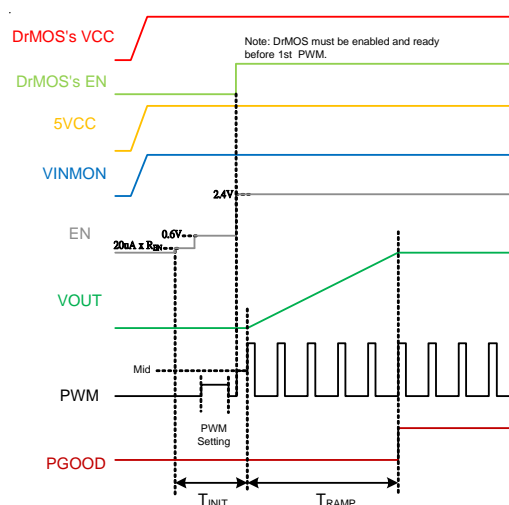 DrMOS's VCC
Note: DrMOS must be enabled and ready
before 1st PWM.
DrMOS's EN
5VCC
VINMON
2.4V
EN
0.6V
20uA x REN
VOUT
Mid
PWM
PWM
Setting
PGOOD
TINIT
TRAMP